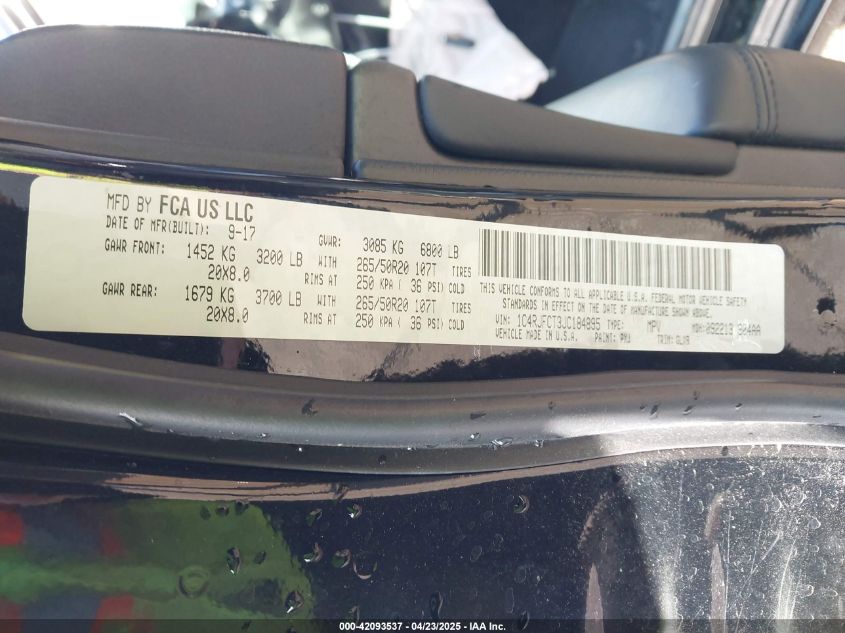 MFD BY FCA US LLC
DATE OF MFR(BUILT): 9-17 GVWR: 3085 KG 6800 LB
GAWR FRONT: 1452 KG 3200 LB WITH 265/50R20 107T TIRES
20X8.0 RIMS AT 250 KPA ( 36 PSI) COLD
GAWR REAR: 1679 KG 3700 LB WITH 265/50R20 107T TIRES
20X8.0 RIMS AT 250 KPA ( 36 PSI) COLD
THIS VEHICLE CONFORMS TO ALL APPLICABLE U.S.A. FEDERAL MOTOR VEHICLE SAFETY
STANDARDS IN EFFECT ON THE DATE OF MANUFACTURE SHOWN ABOVE.
VIN: 1C4RJFCT3JC184895 TYPE: MPV MDH: 092213
VEHICLE MADE IN U.S.A. PAINT: TRIM:
000-42093537 - 04/23/2025 - IAA Inc.